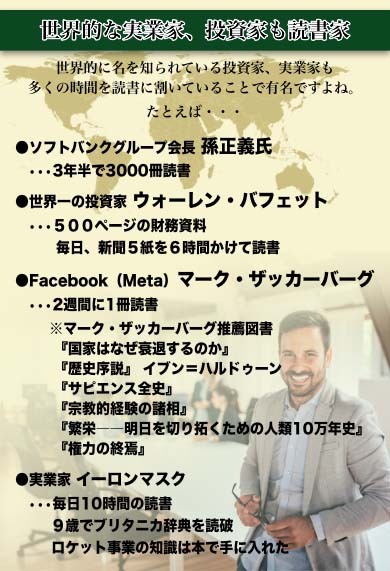 世界的な実業家、投資家も読書家
世界的に名を知られている投資家、実業家も
多くの時間を読書に割いていることで有名ですよね。
たとえば・・・
●ソフトバンクグループ会長 孫正義氏
・・・3年半で3000冊読書
●世界一の投資家 ウォーレン・バフェット
・・・５００ページの財務資料
毎日、新聞５紙を６時間かけて読書
●Facebook（Meta）マーク・ザッカーバーグ
・・・2週間に1冊読書
※マーク・ザッカーバーグ推薦図書
『国家はなぜ衰退するのか』
『歴史序説』 イブン＝ハルドゥーン
『サピエンス全史』
『宗教的経験の諸相』
『繁栄――明日を切り拓くための人類10万年史』
『権力の終焉』
●実業家 イーロンマスク
・・・毎日10時間の読書
９歳でブリタニカ辞典を読破
ロケット事業の知識は本で手に入れた